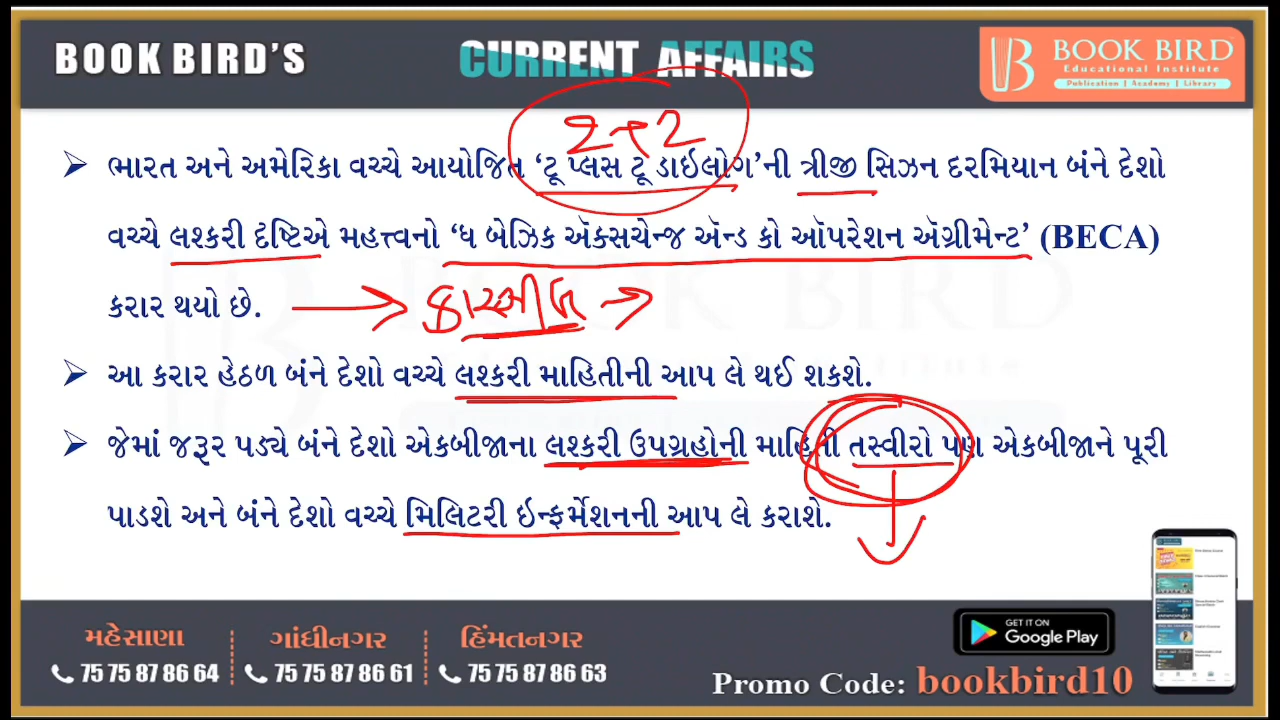 BOOK BIRD'S
CURRENT AFFAIRS
BOOK BIRD
Educational Institute
Publication | Academy | Library
2+2
➢ ભારત અને અમેરિકા વચ્ચે આયોજિત ‘ટૂ પ્લસ ટૂ ડાઇલોગ’ની ત્રીજી સિઝન દરમિયાન બંને દેશો
વચ્ચે લશ્કરી દૃષ્ટિએ મહત્ત્વનો ‘ધ બેઝિક ઍક્સચેન્જ ઍન્ડ કો ઑપરેશન ઍગ્રીમેન્ટ’ (BECA)
કરાર થયો છે.
➢ આ કરાર હેઠળ બંને દેશો વચ્ચે લશ્કરી માહિતીની આપ લે થઈ શકશે.
➢ જેમાં જરૂર પડ્યે બંને દેશો એકબીજાના લશ્કરી ઉપગ્રહોની માહિતી તસ્વીરો પણ એકબીજાને પૂરી
પાડશે અને બંને દેશો વચ્ચે મિલિટરી ઇન્ફર્મેશનની આપ લે કરાશે.
મહેસાણા
75 75 87 86 64
ગાંધીનગર
75 75 87 86 61
હિંમતનગર
75 75 87 86 63
GET IT ON
Google Play
Promo Code: bookbird10